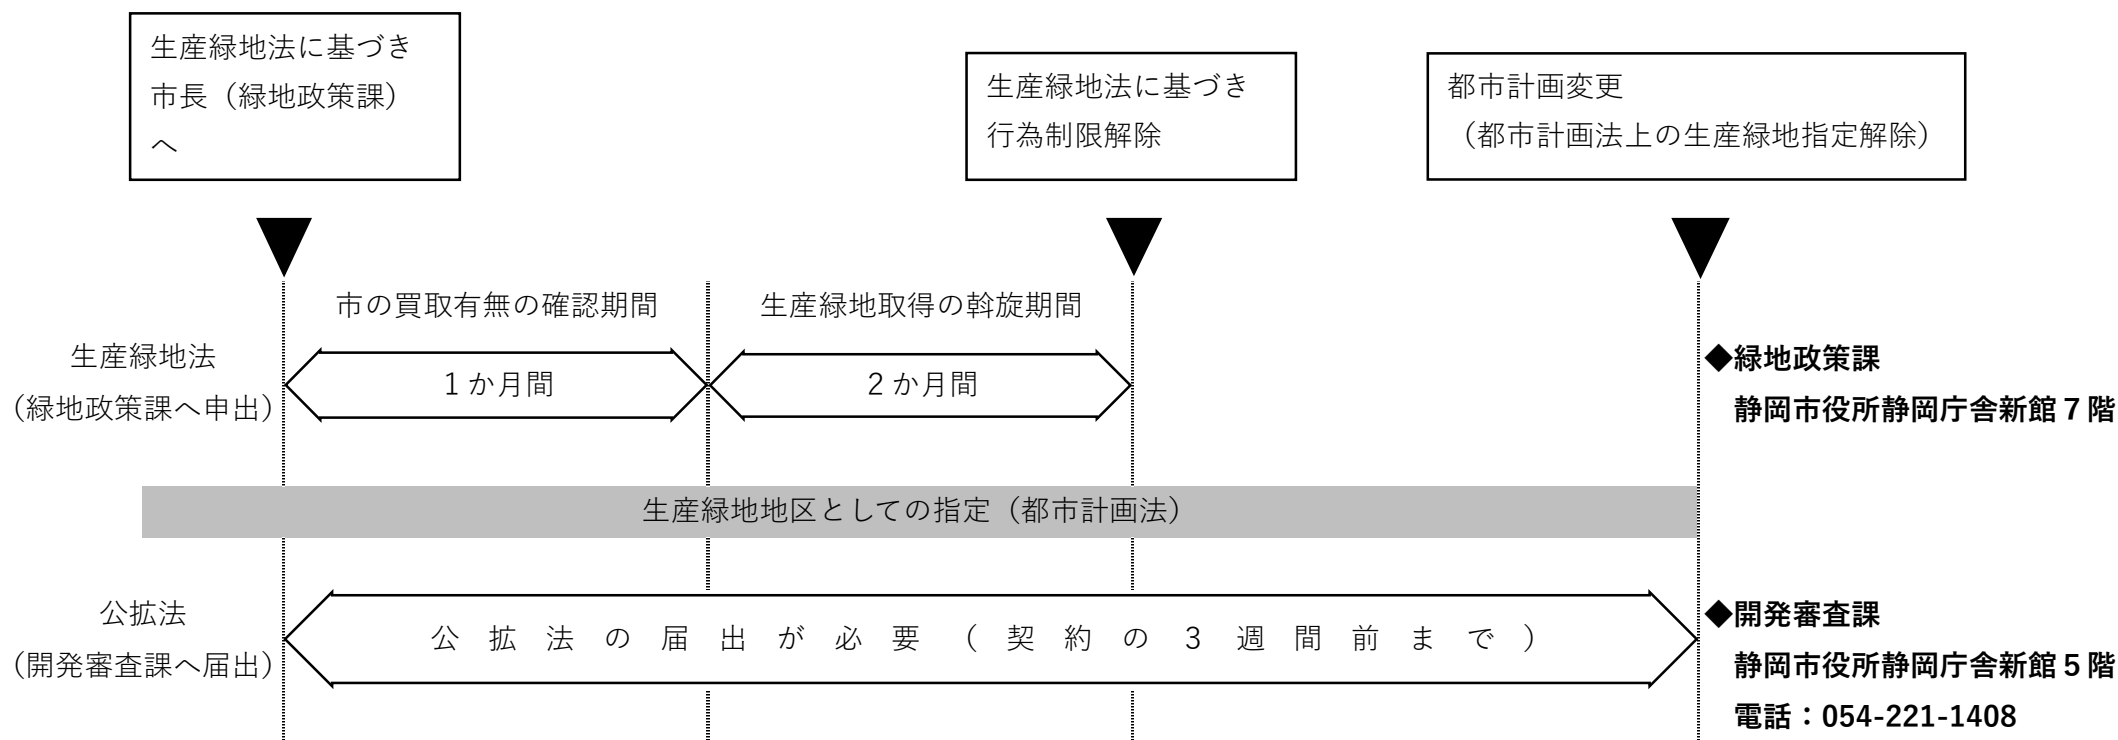 生産緑地法に基づき
市長（緑地政策課）
へ
生産緑地法に基づき
行為制限解除
都市計画変更
（都市計画法上の生産緑地指定解除）
市の買取有無の確認期間
生産緑地取得の斡旋期間
生産緑地法
（緑地政策課へ申出）
１か月間
２か月間
◆緑地政策課
静岡市役所静岡庁舎新館７階
生産緑地地区としての指定（都市計画法）
公拡法
（開発審査課へ届出）
公拡法の届出が必要（契約の３週間前まで）
◆開発審査課
静岡市役所静岡庁舎新館５階
電話：054-221-1408